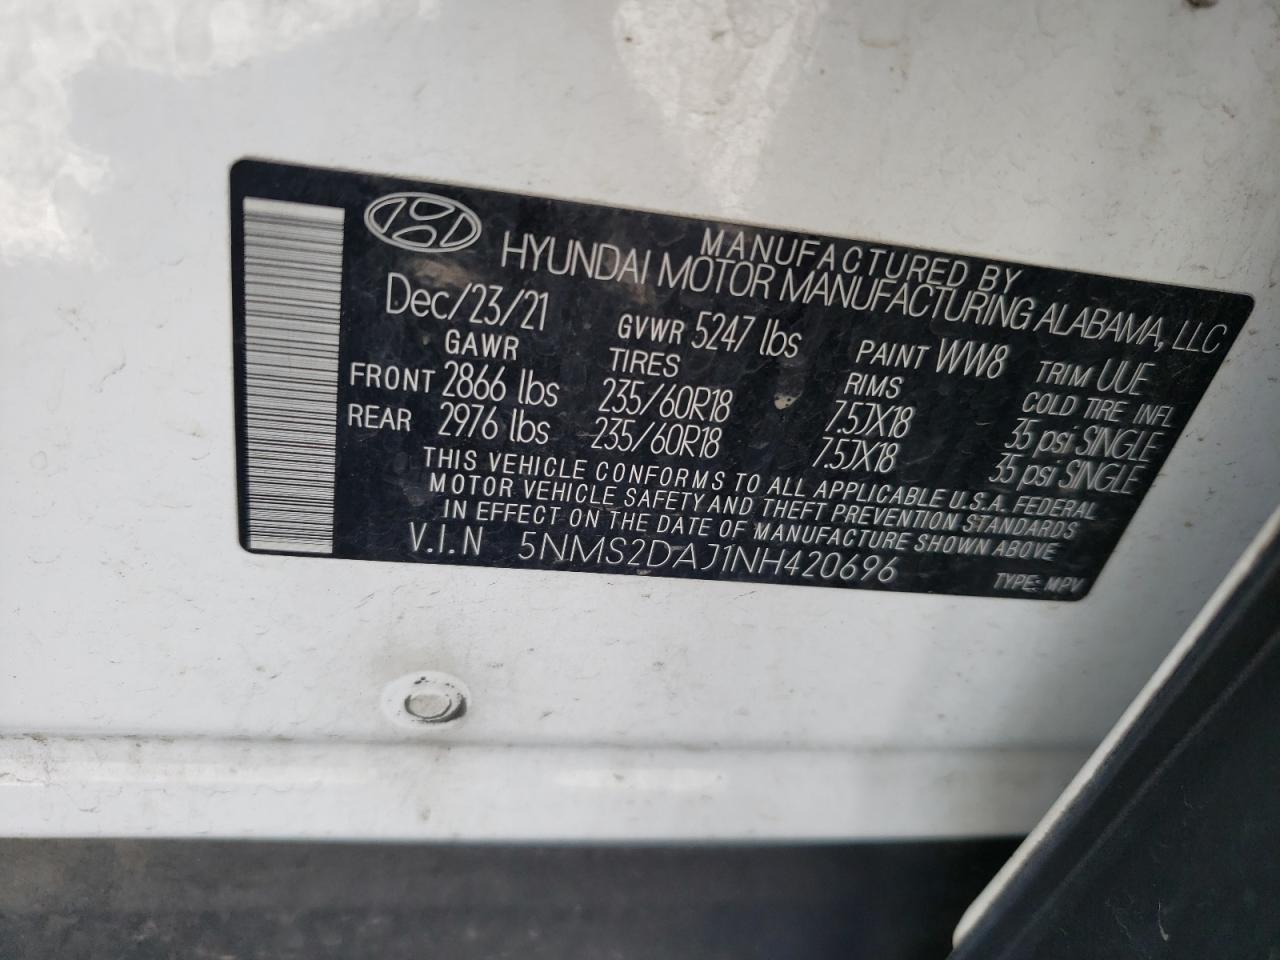 MANUFACTURED BY
HYUNDAI MOTOR MANUFACTURING ALABAMA, LLC
Dec/23/21 GVWR 5247 lbs PAINT WW8 TRIM UUE
GAWR TIRES RIMS COLD TIRE INFL
FRONT 2866 lbs 235/60R18 7.5JX18 35 psi SINGLE
REAR 2976 lbs 235/60R18 7.5JX18 35 psi SINGLE
THIS VEHICLE CONFORMS TO ALL APPLICABLE U.S.A. FEDERAL
MOTOR VEHICLE SAFETY AND THEFT PREVENTION STANDARDS
IN EFFECT ON THE DATE OF MANUFACTURE SHOWN ABOVE
V.I.N 5NMS2DAJ1NH420696 TYPE: MPV